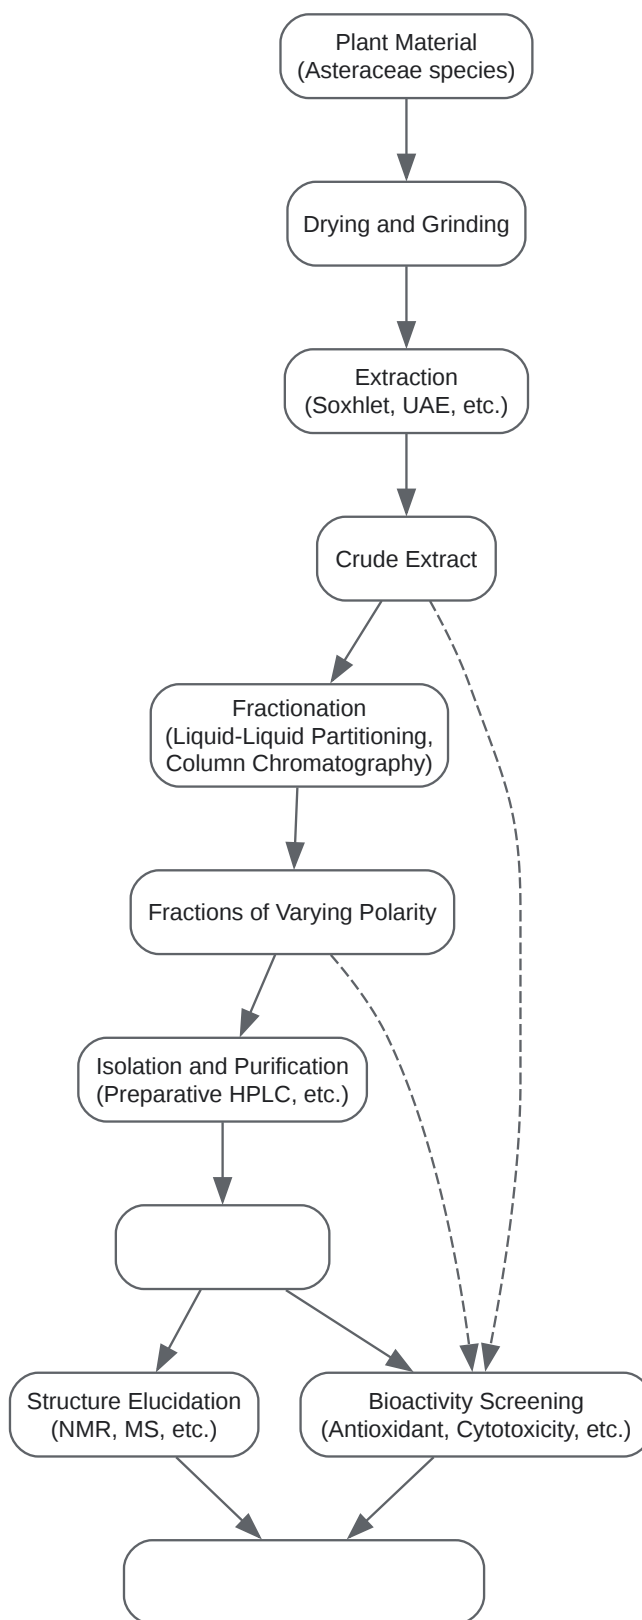 Plant Material
(Asteraceae species)
Drying and Grinding
Extraction
(Soxhlet, UAE, etc.)
Crude Extract
Fractionation
(Liquid-Liquid Partitioning,
Column Chromatography)
Fractions of Varying Polarity
Isolation and Purification
(Preparative HPLC, etc.)
Structure Elucidation
(NMR, MS, etc.)
Bioactivity Screening
(Antioxidant, Cytotoxicity, etc.)